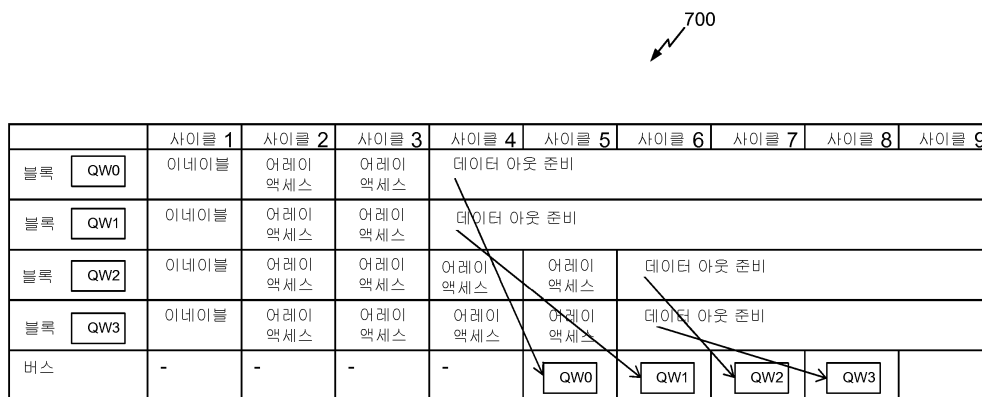 700
사이클 1 사이클 2 사이클 3 사이클 4 사이클 5 사이클 6 사이클 7 사이클 8 사이클 9
블록 QW0 이네이블 어레이 액세스 어레이 액세스 데이터 아웃 준비
블록 QW1 이네이블 어레이 액세스 어레이 액세스 데이터 아웃 준비
블록 QW2 이네이블 어레이 액세스 어레이 액세스 어레이 액세스 어레이 액세스 데이터 아웃 준비
블록 QW3 이네이블 어레이 액세스 어레이 액세스 어레이 액세스 어레이 액세스 데이터 아웃 준비
버스 - - - - QW0 QW1 QW2 QW3